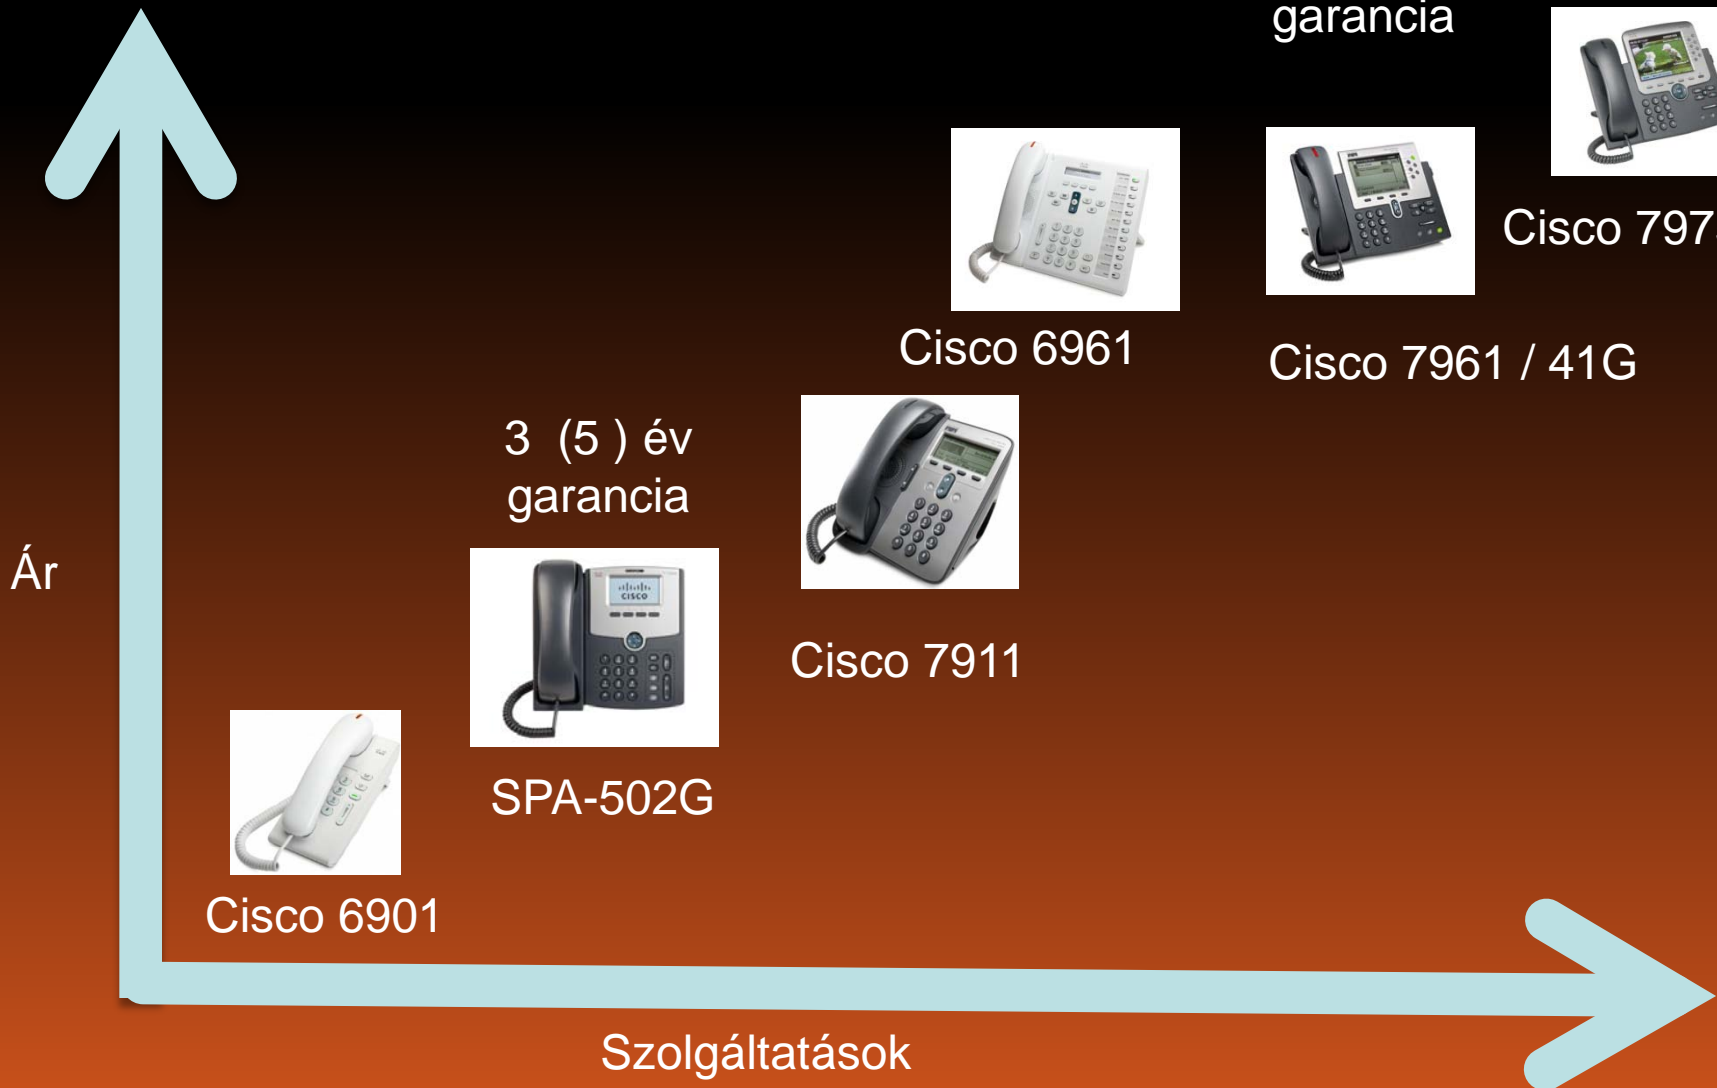 garancia
Cisco 797
Cisco 6961
Cisco 7961 / 41G
3 (5 ) év
garancia
Ár
CISCO
Cisco 7911
SPA-502G
Cisco 6901
Szolgáltatások